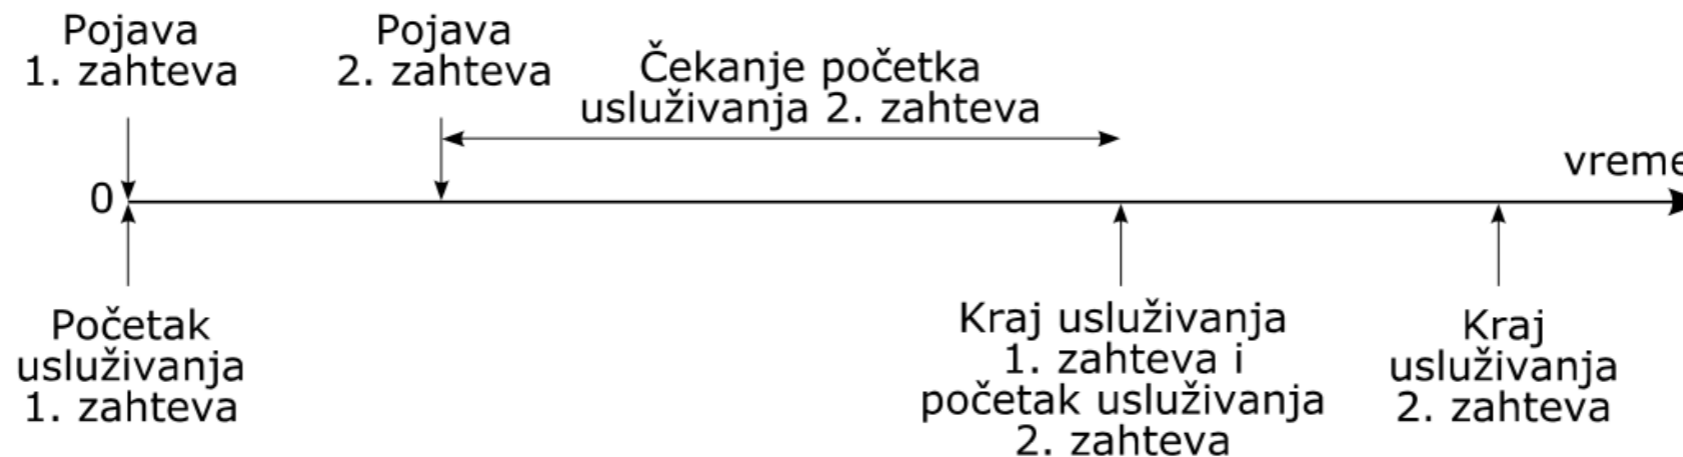 Pojava
1. zahteva
Pojava
2. zahteva
Čekanje početka
usluživanja 2. zahteva
vreme
0
Početak
usluživanja
1. zahteva
Kraj usluživanja
1. zahteva i
početak usluživanja
2. zahteva
Kraj
usluživanja
2. zahteva